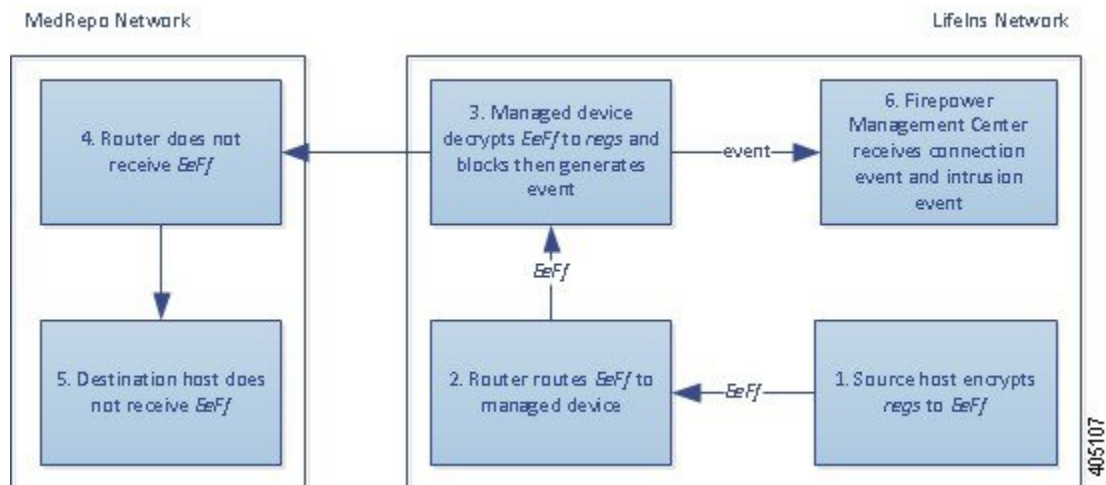 MedRepo Network
LifeIns Network
4. Router does not
receive EeFf
3. Managed device
decrypts EeFf to regs and
blocks then generates
event
event
6. Firepower
Management Center
receives connection
event and intrusion
event
EeFf
5. Destination host does
not receive EeFf
2. Router routes EeFf to
managed device
EeFf
1. Source host encrypts
regs to EeFf
405107